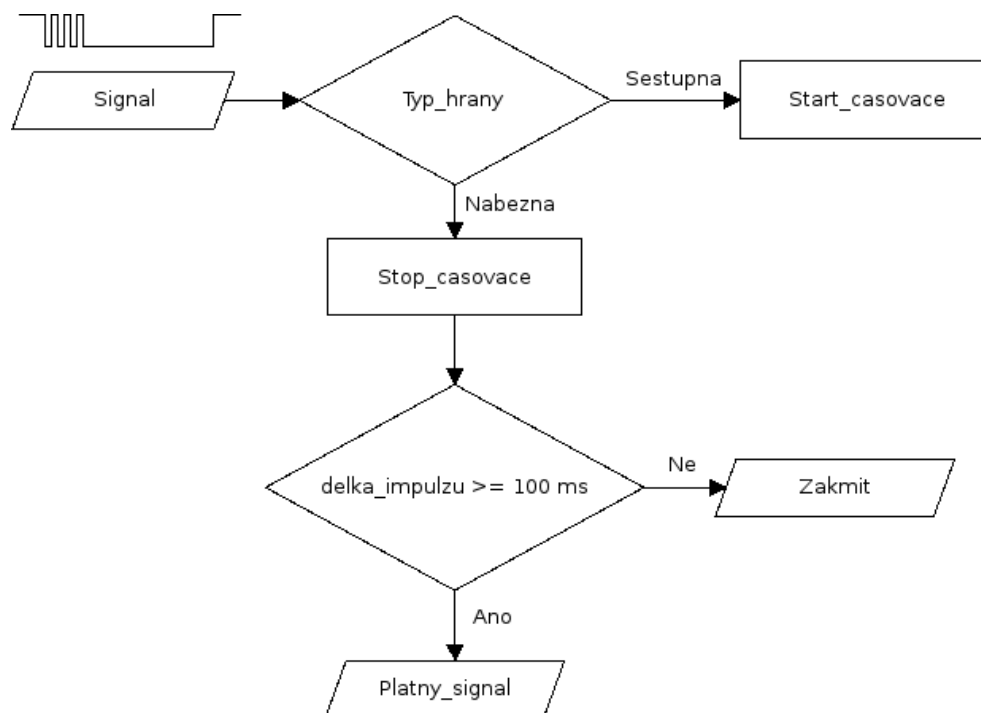 Signal
Typ_hrany
Sestupna
Start_casovace
Nabezna
Stop_casovace
delka_impulzu >= 100 ms
Ne
Zakmit
Ano
Platny_signal